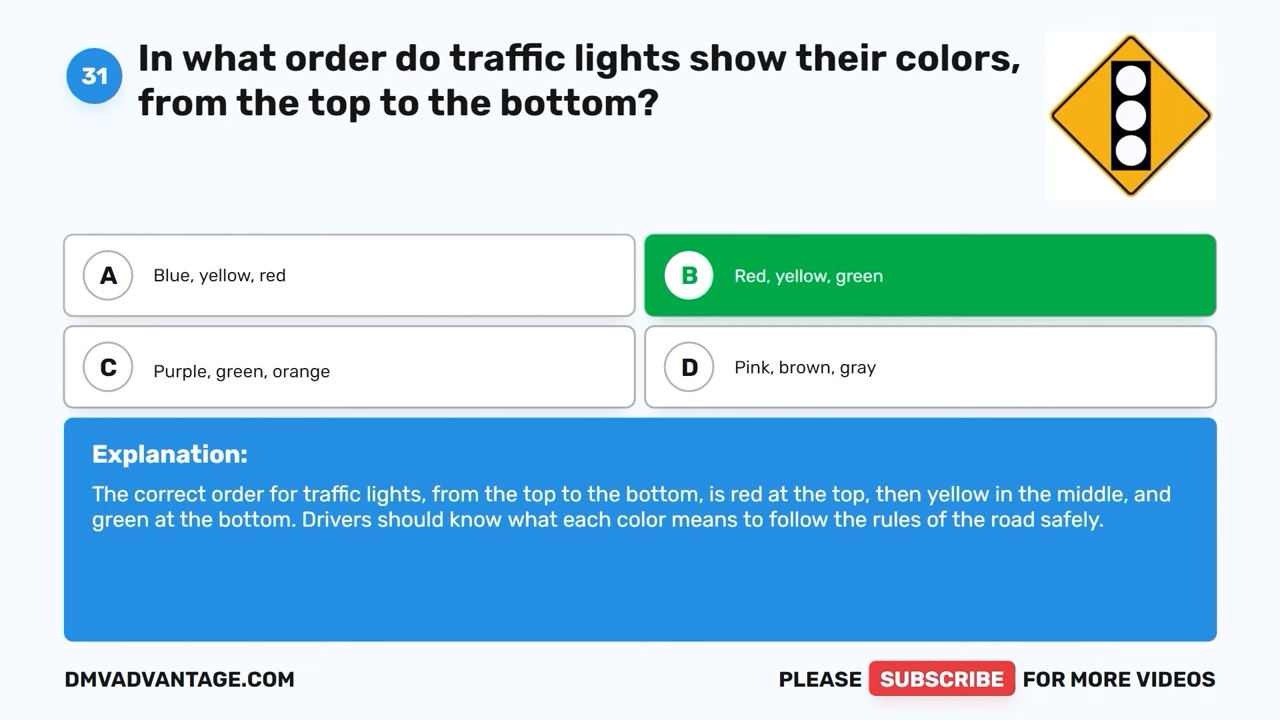 31
In what order do traffic lights show their colors,
from the top to the bottom?
A
Blue, yellow, red
B
Red, yellow, green
C
Purple, green, orange
D
Pink, brown, gray
Explanation:
The correct order for traffic lights, from the top to the bottom, is red at the top, then yellow in the middle, and
green at the bottom. Drivers should know what each color means to follow the rules of the road safely.
DMVADVANTAGE.COM
PLEASE SUBSCRIBE FOR MORE VIDEOS